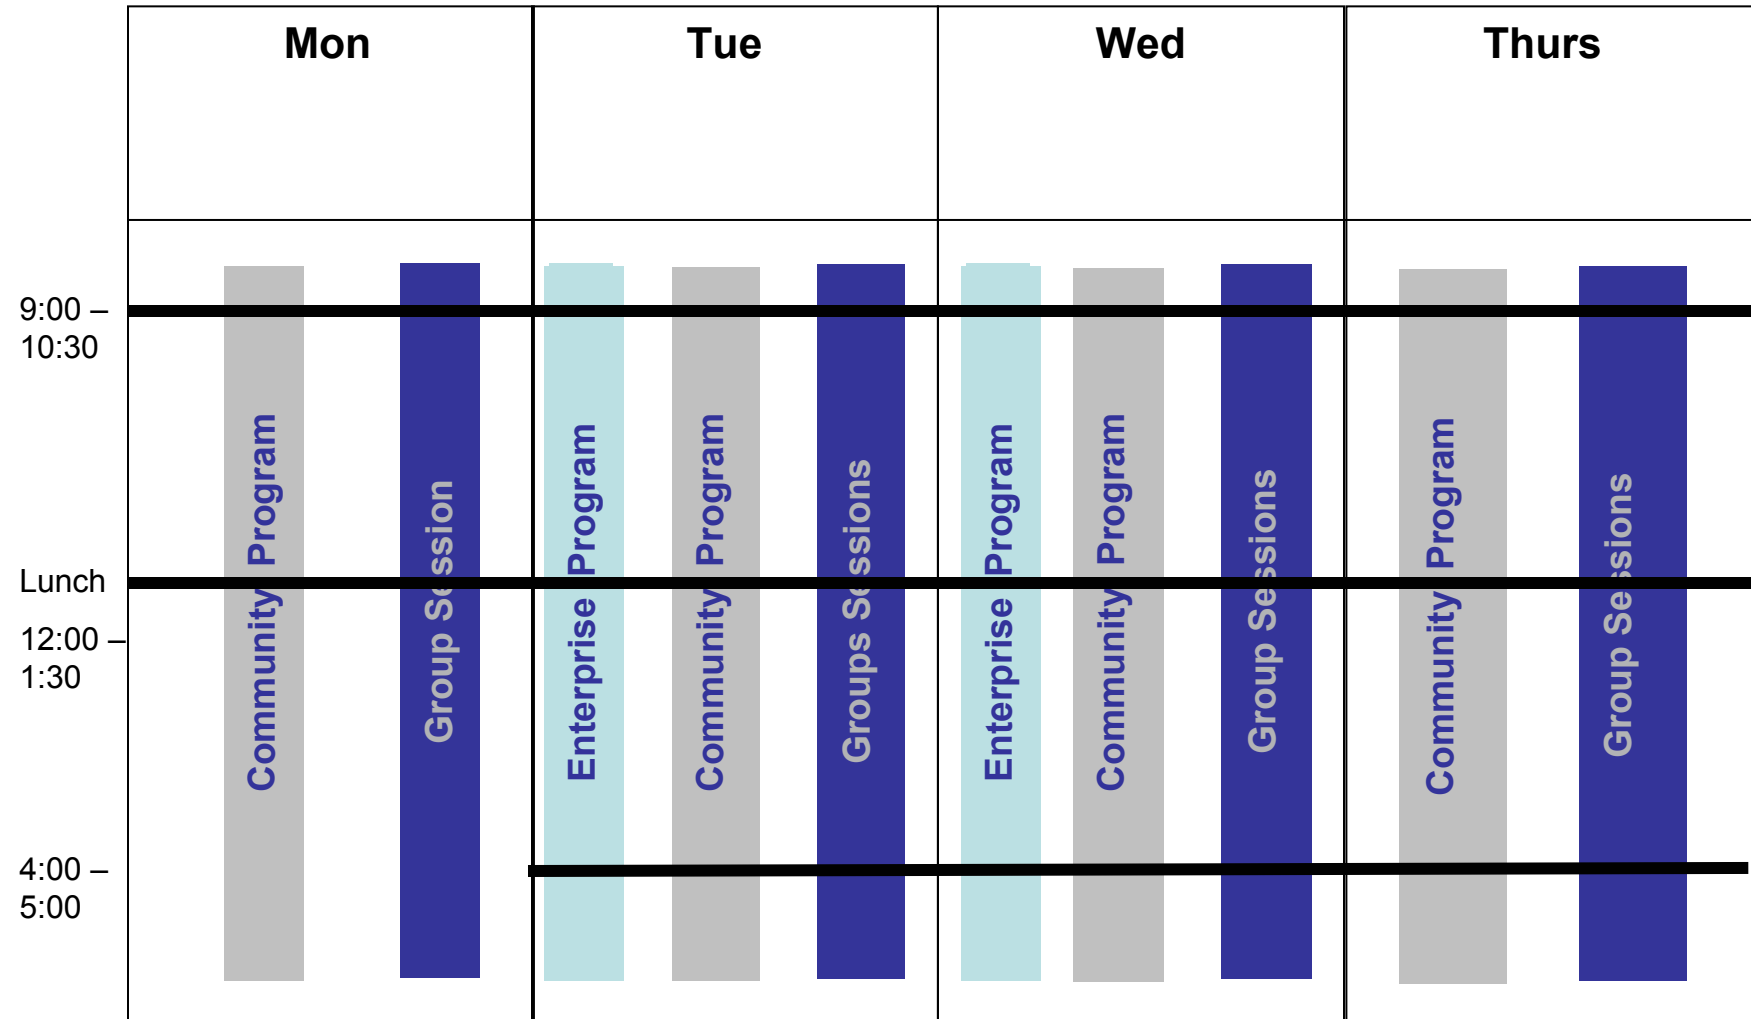 Mon
Tue
Wed
Thurs
9:00 –
10:30
Lunch
12:00 –
1:30
4:00 –
5:00
Community Program
Group Session
Enterprise Program
Community Program
Groups Sessions
Enterprise Program
Community Program
Group Sessions
Community Program
Group Sessions